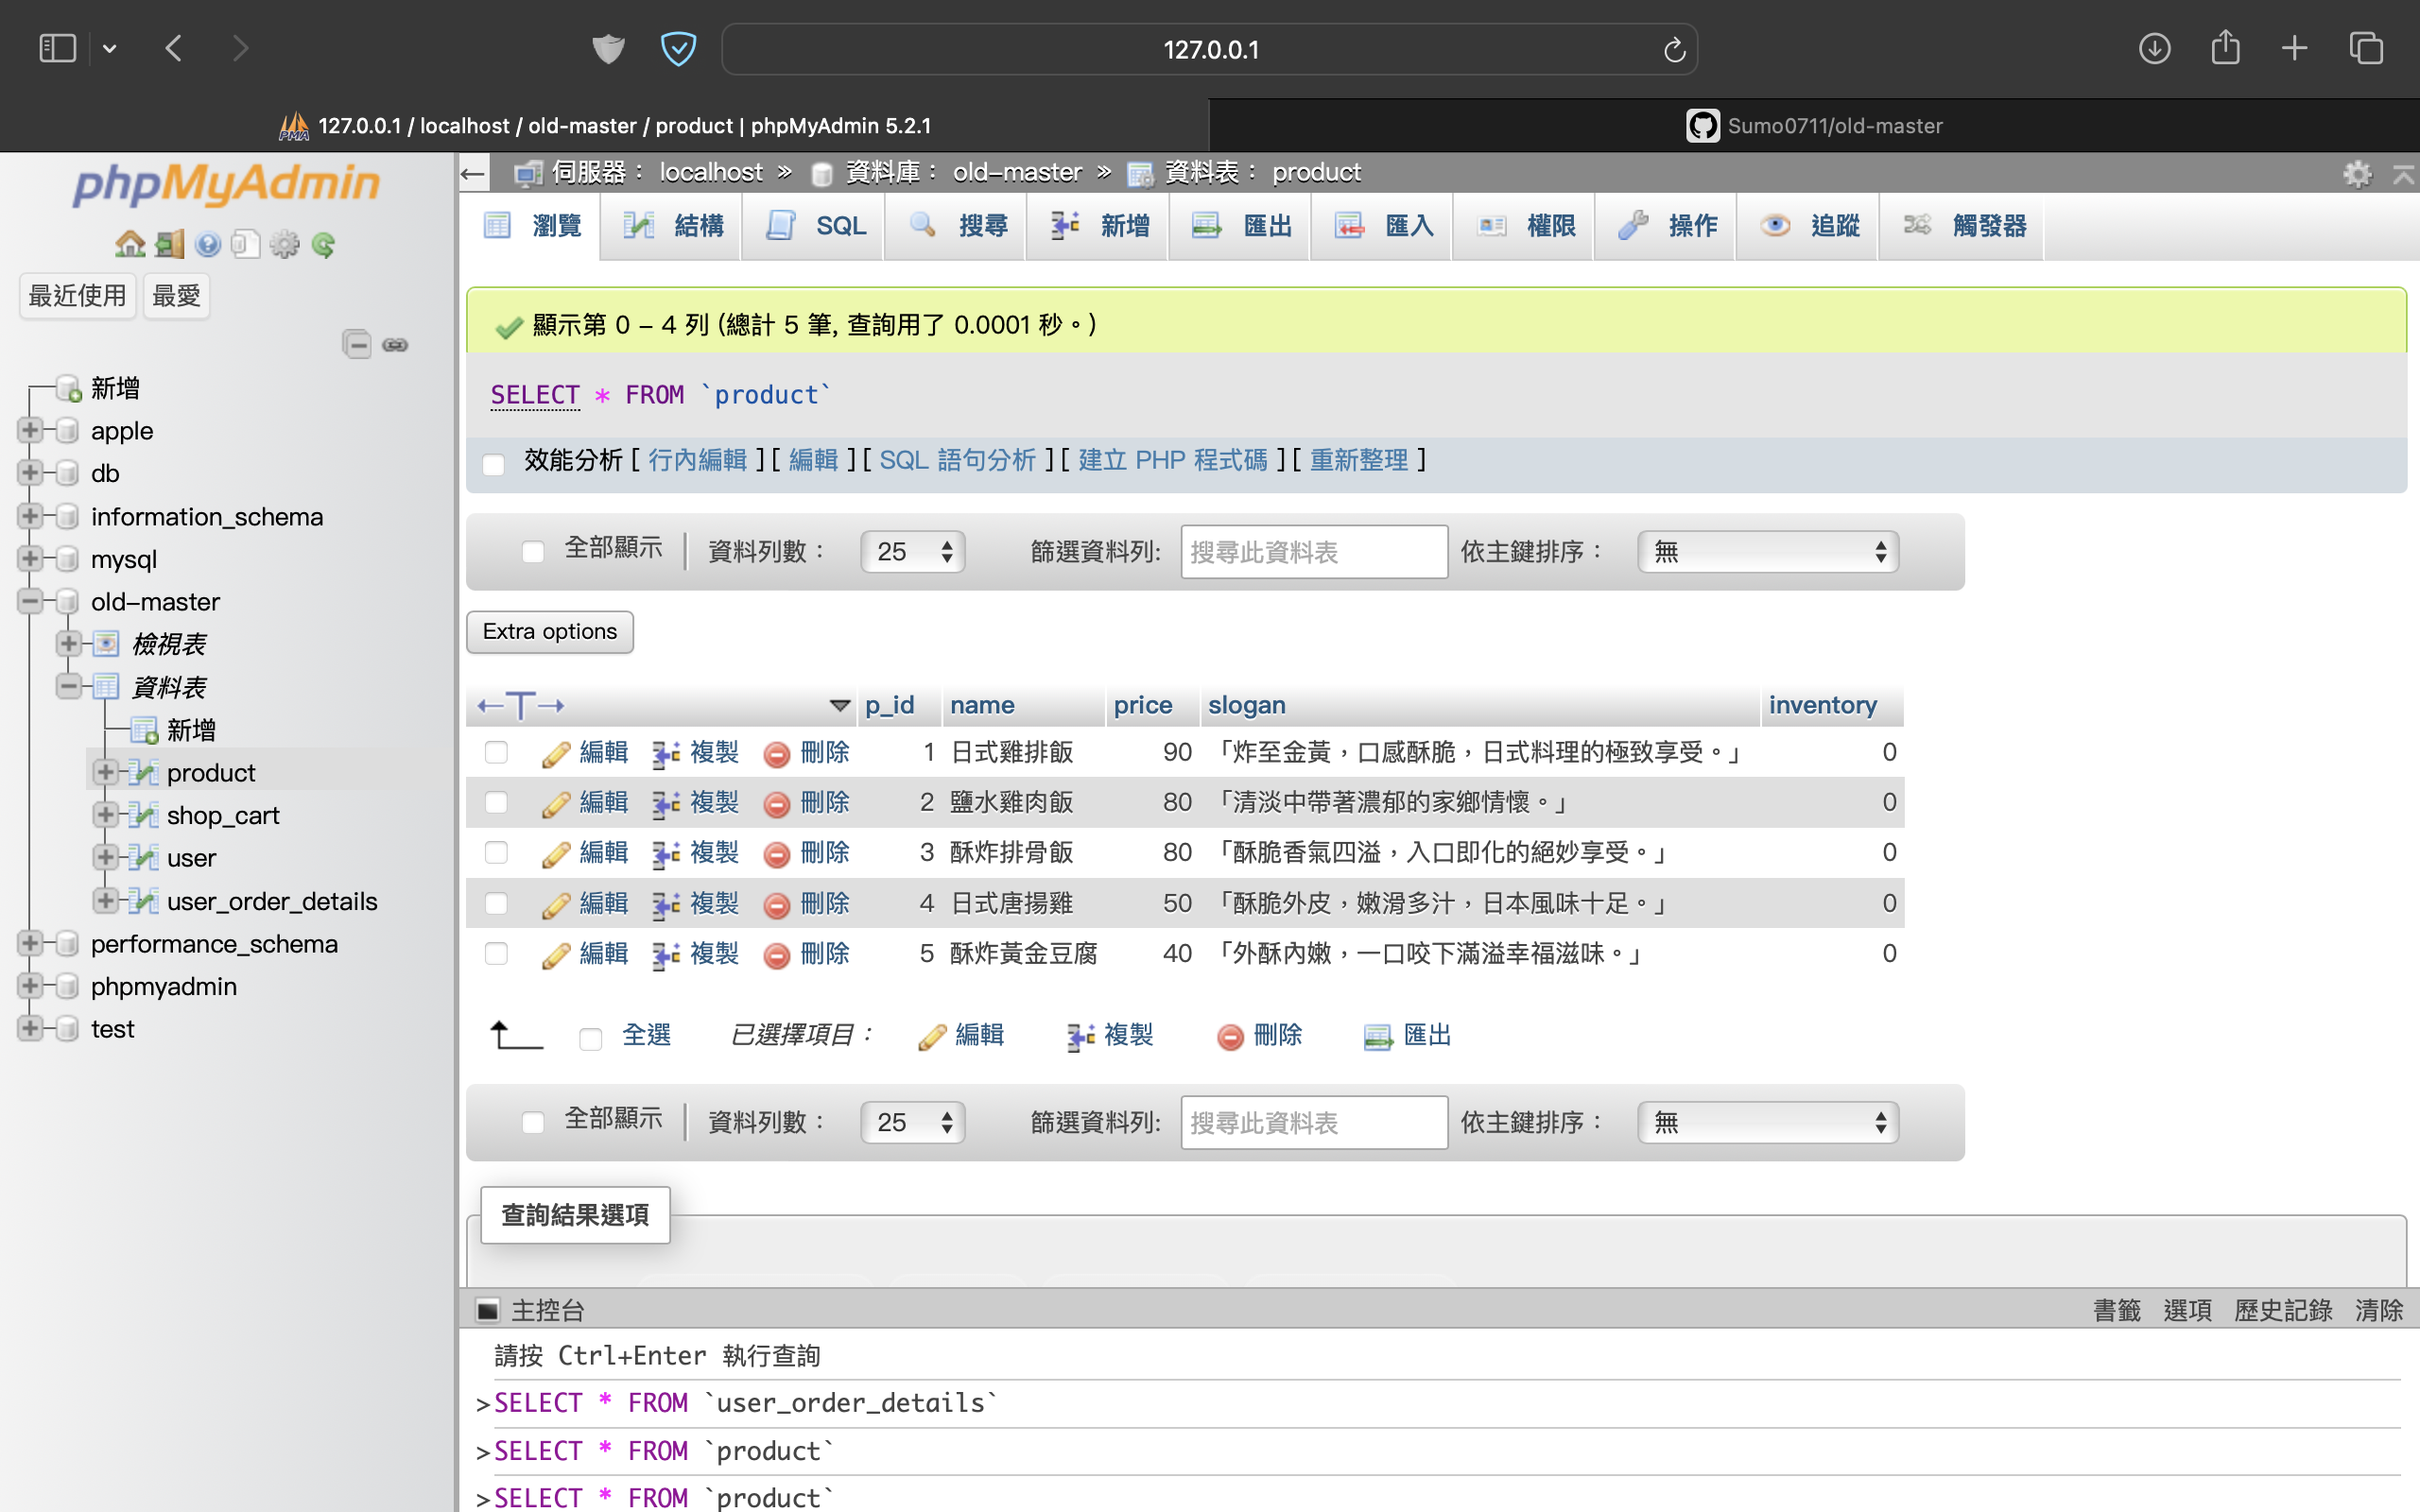 127.0.0.1
127.0.0.1 / localhost / old-master / product | phpMyAdmin 5.2.1
Sumo0711/old-master
phpMyAdmin
最近使用 最愛
新增
apple
db
information_schema
mysql
old-master
檢視表
資料表
新增
product
shop_cart
user
user_order_details
performance_schema
phpmyadmin
test
伺服器： localhost » 資料庫： old-master » 資料表： product
瀏覽 結構 SQL 搜尋 新增 匯出 匯入 權限 操作 追蹤 觸發器
顯示第 0 - 4 列 (總計 5 筆, 查詢用了 0.0001 秒。)
SELECT * FROM `product`
效能分析 [ 行內編輯 ][ 編輯 ][ SQL 語句分析 ][ 建立 PHP 程式碼 ][ 重新整理 ]
全部顯示 資料列數： 25 篩選資料列: 搜尋此資料表 依主鍵排序： 無
Extra options
←T→ p_id name price slogan inventory
編輯 複製 刪除 1 日式雞排飯 90 「炸至金黃，口感酥脆，日式料理的極致享受。」 0
編輯 複製 刪除 2 鹽水雞肉飯 80 「清淡中帶著濃郁的家鄉情懷。」 0
編輯 複製 刪除 3 酥炸排骨飯 80 「酥脆香氣四溢，入口即化的絕妙享受。」 0
編輯 複製 刪除 4 日式唐揚雞 50 「酥脆外皮，嫩滑多汁，日本風味十足。」 0
編輯 複製 刪除 5 酥炸黃金豆腐 40 「外酥內嫩，一口咬下滿溢幸福滋味。」 0
全選 已選擇項目： 編輯 複製 刪除 匯出
全部顯示 資料列數： 25 篩選資料列: 搜尋此資料表 依主鍵排序： 無
查詢結果選項
主控台 書籤 選項 歷史記錄 清除
請按 Ctrl+Enter 執行查詢
>SELECT * FROM `user_order_details`
>SELECT * FROM `product`
>SELECT * FROM `product`